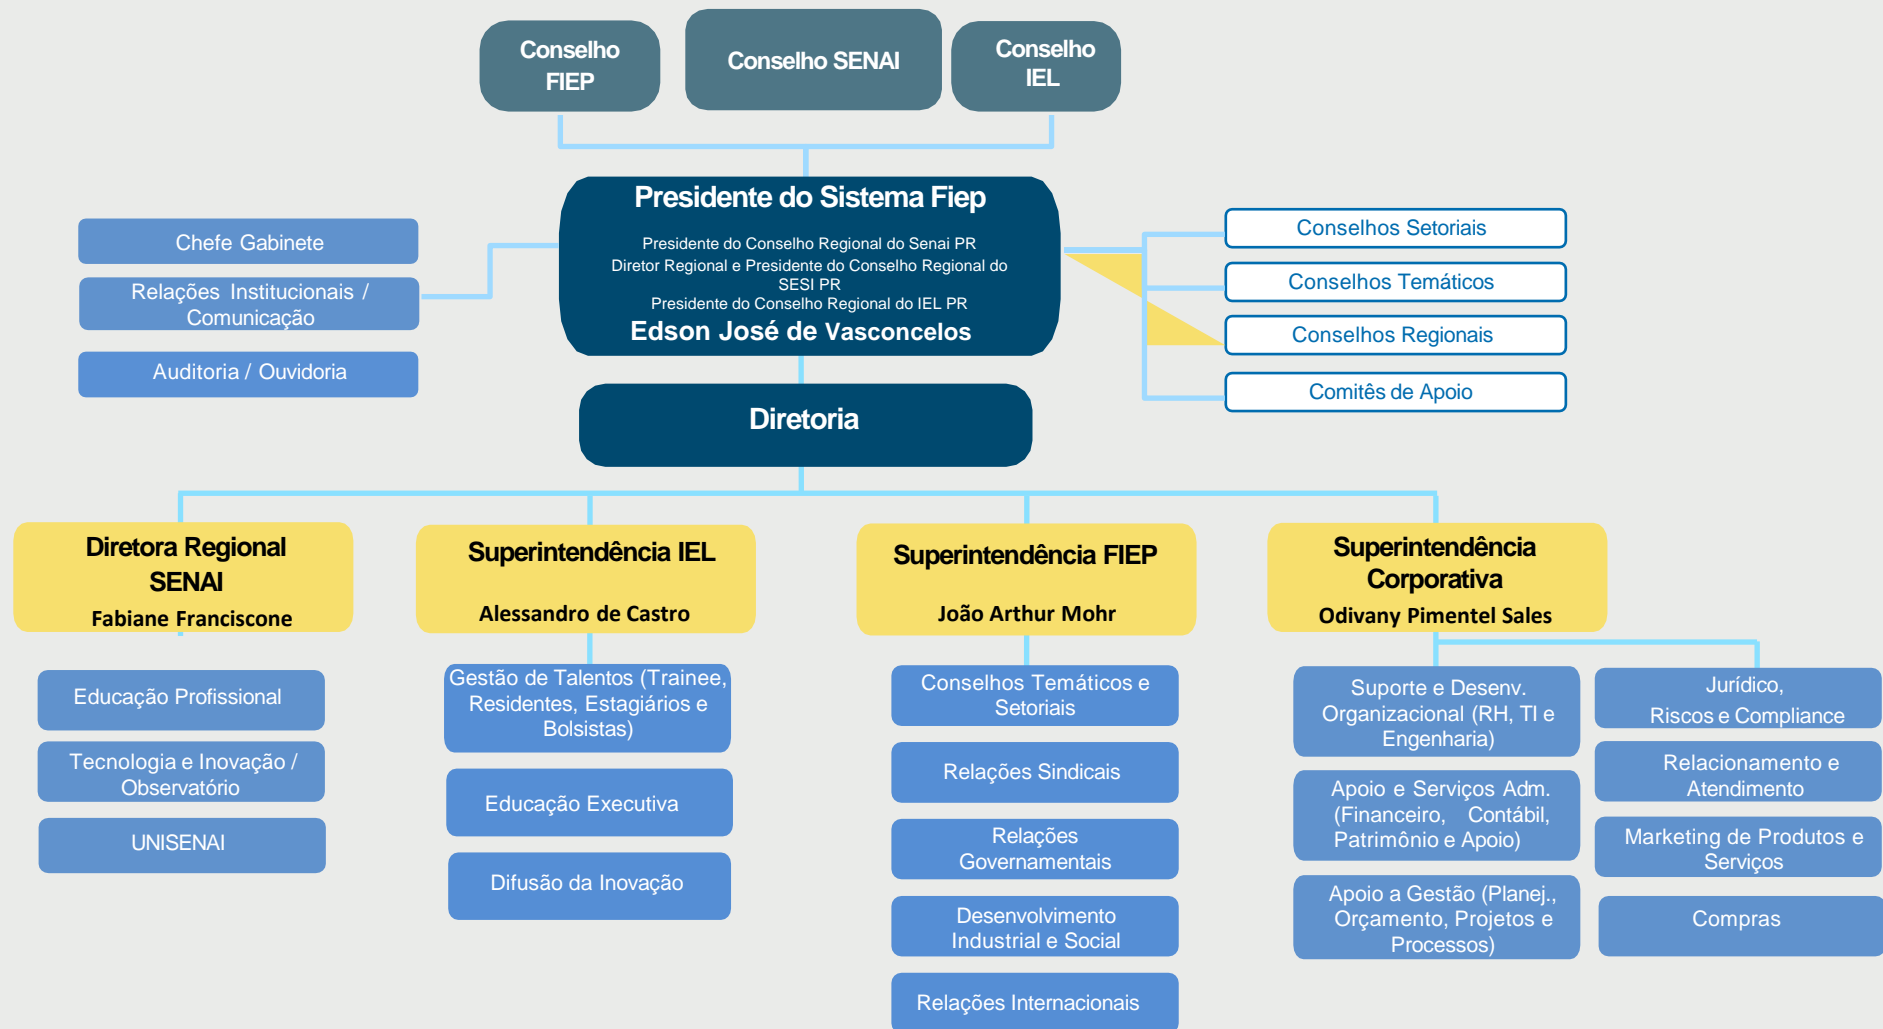 Conselho
FIEP
Conselho SENAI
Conselho
IEL
Presidente do Sistema Fiep
Presidente do Conselho Regional do Senai PR
Diretor Regional e Presidente do Conselho Regional do
SESI PR
Presidente do Conselho Regional do IEL PR
Edson José de Vasconcelos
Chefe Gabinete
Relações Institucionais /
Comunicação
Auditoria / Ouvidoria
Conselhos Setoriais
Conselhos Temáticos
Conselhos Regionais
Comitês de Apoio
Diretoria
Diretora Regional
SENAI
Fabiane Franciscone
Educação Profissional
Tecnologia e Inovação /
Observatório
UNISENAI
Superintendência IEL
Alessandro de Castro
Gestão de Talentos (Trainee,
Residentes, Estagiários e
Bolsistas)
Educação Executiva
Difusão da Inovação
Superintendência FIEP
João Arthur Mohr
Conselhos Temáticos e
Setoriais
Relações Sindicais
Relações
Governamentais
Desenvolvimento
Industrial e Social
Relações Internacionais
Superintendência
Corporativa
Odivany Pimentel Sales
Suporte e Desenv.
Organizacional (RH, TI e
Engenharia)
Apoio e Serviços Adm.
(Financeiro, Contábil,
Patrimônio e Apoio)
Apoio a Gestão (Planej.,
Orçamento, Projetos e
Processos)
Jurídico,
Riscos e Compliance
Relacionamento e
Atendimento
Marketing de Produtos e
Serviços
Compras